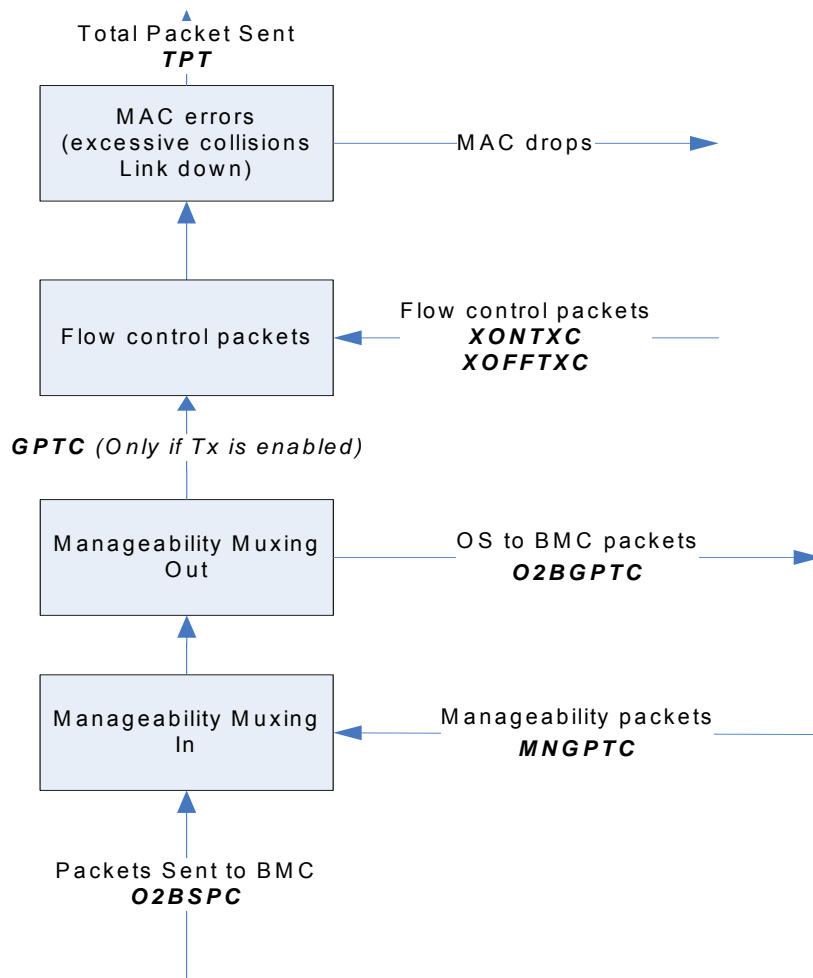 Total Packet Sent
TPT
MAC errors
(excessive collisions
Link down)
MAC drops
Flow control packets
Flow control packets
XONTXC
XOFFTXC
GPTC (Only if Tx is enabled)
Manageability Muxing
Out
OS to BMC packets
O2BGPTC
Manageability Muxing
In
Manageability packets
MNGPTC
Packets Sent to BMC
O2BSPC